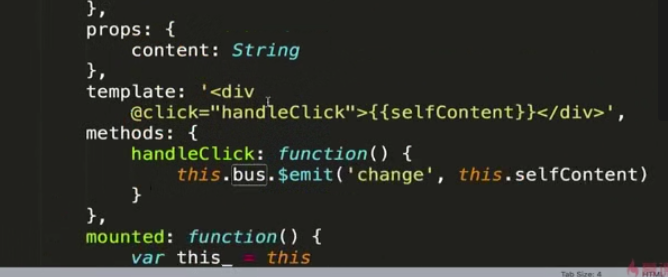 },
props: {
content: String
},
template: '<div
@click="handleClick">{{selfContent}}</div>',
methods: {
handleClick: function() {
this.bus.$emit('change', this.selfContent)
}
},
mounted: function() {
var this_ = this
Tab Size: 4 HTML